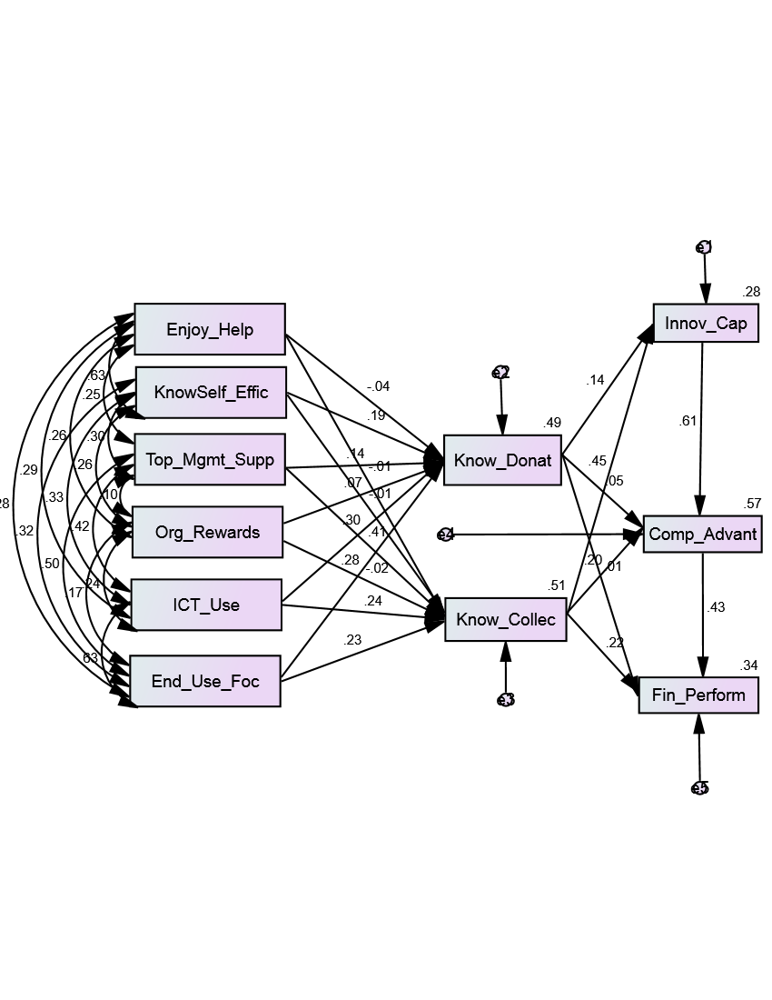 e1
.28
Innov_Cap
Enjoy_Help
.63
.25
e2
-.04
.14
KnowSelf_Effic
.19
.49
.61
.26
.30
Top_Mgmt_Supp
.14
-.01
Know_Donat
.45
.29
.26
.05
.33
.10
.07
-.01
.57
.28
Org_Rewards
.30
.41
e4
Comp_Advant
.32
.42
.50
.28
-.02
.20
.01
.17
.24
ICT_Use
.24
.51
Know_Collec
.43
.63
End_Use_Foc
.23
.22
.34
Fin_Perform
e3
e5